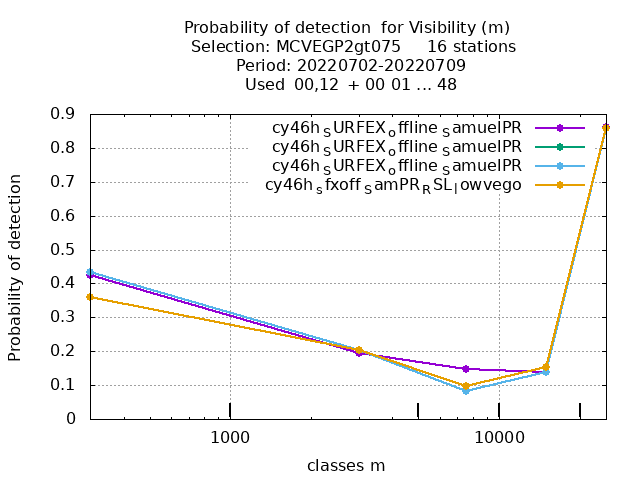 Probability of detection for Visibility (m)
Selection: MCVEGP2gt075 16 stations
Period: 20220702-20220709
Used 00,12 + 00 01 ... 48
cy46h_SURFEX_offline_SamuelPR
cy46h_SURFEX_offline_SamuelPR
cy46h_SURFEX_offline_SamuelPR
cy46h_sfxoff_SamPR_RSL_lowvego
Probability of detection
0.9
0.8
0.7
0.6
0.5
0.4
0.3
0.2
0.1
0
1000 10000
classes m